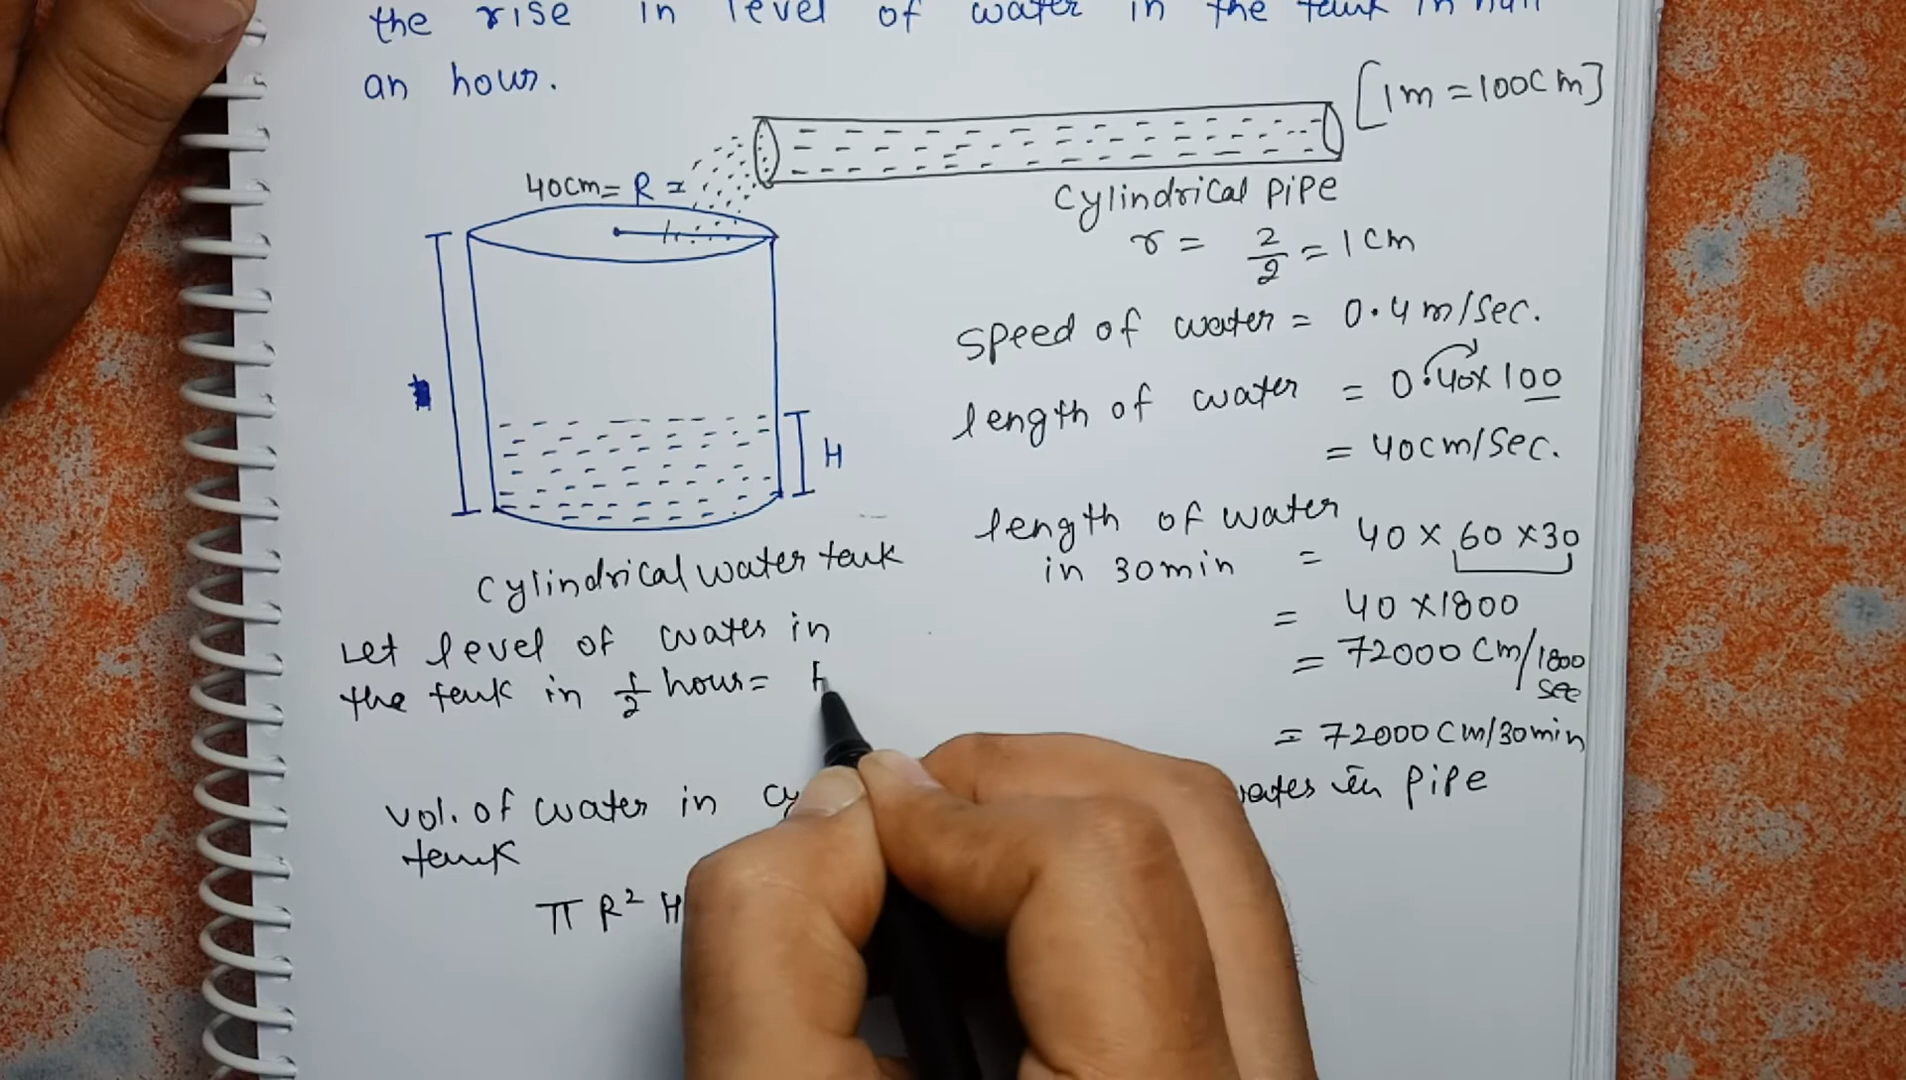 the rise in level of water in the tank in half
an hour.
[1m = 100cm]
40cm = R =
Cylindrical pipe
r = 2/2 = 1cm
speed of water = 0.4 m/sec.
length of water = 0.40 x 100
= 40cm/sec.
H
length of water
in 30min = 40 x 60 x 30
= 40 x 1800
= 72000 cm/1800 sec
= 72000 cm/30min
Cylindrical water tank
Let level of water in
the tank in 1/2 hour =
vol. of water in
tank
in pipe
π R² H